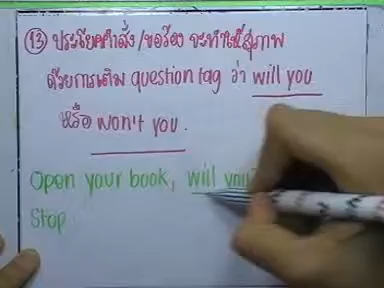 13 ประโยคคำสั่ง/ขอร้อง จะทำให้สุภาพ
ด้วยการเติม question tag ว่า will you
หรือ won't you.
Open your book, will you?
Stop